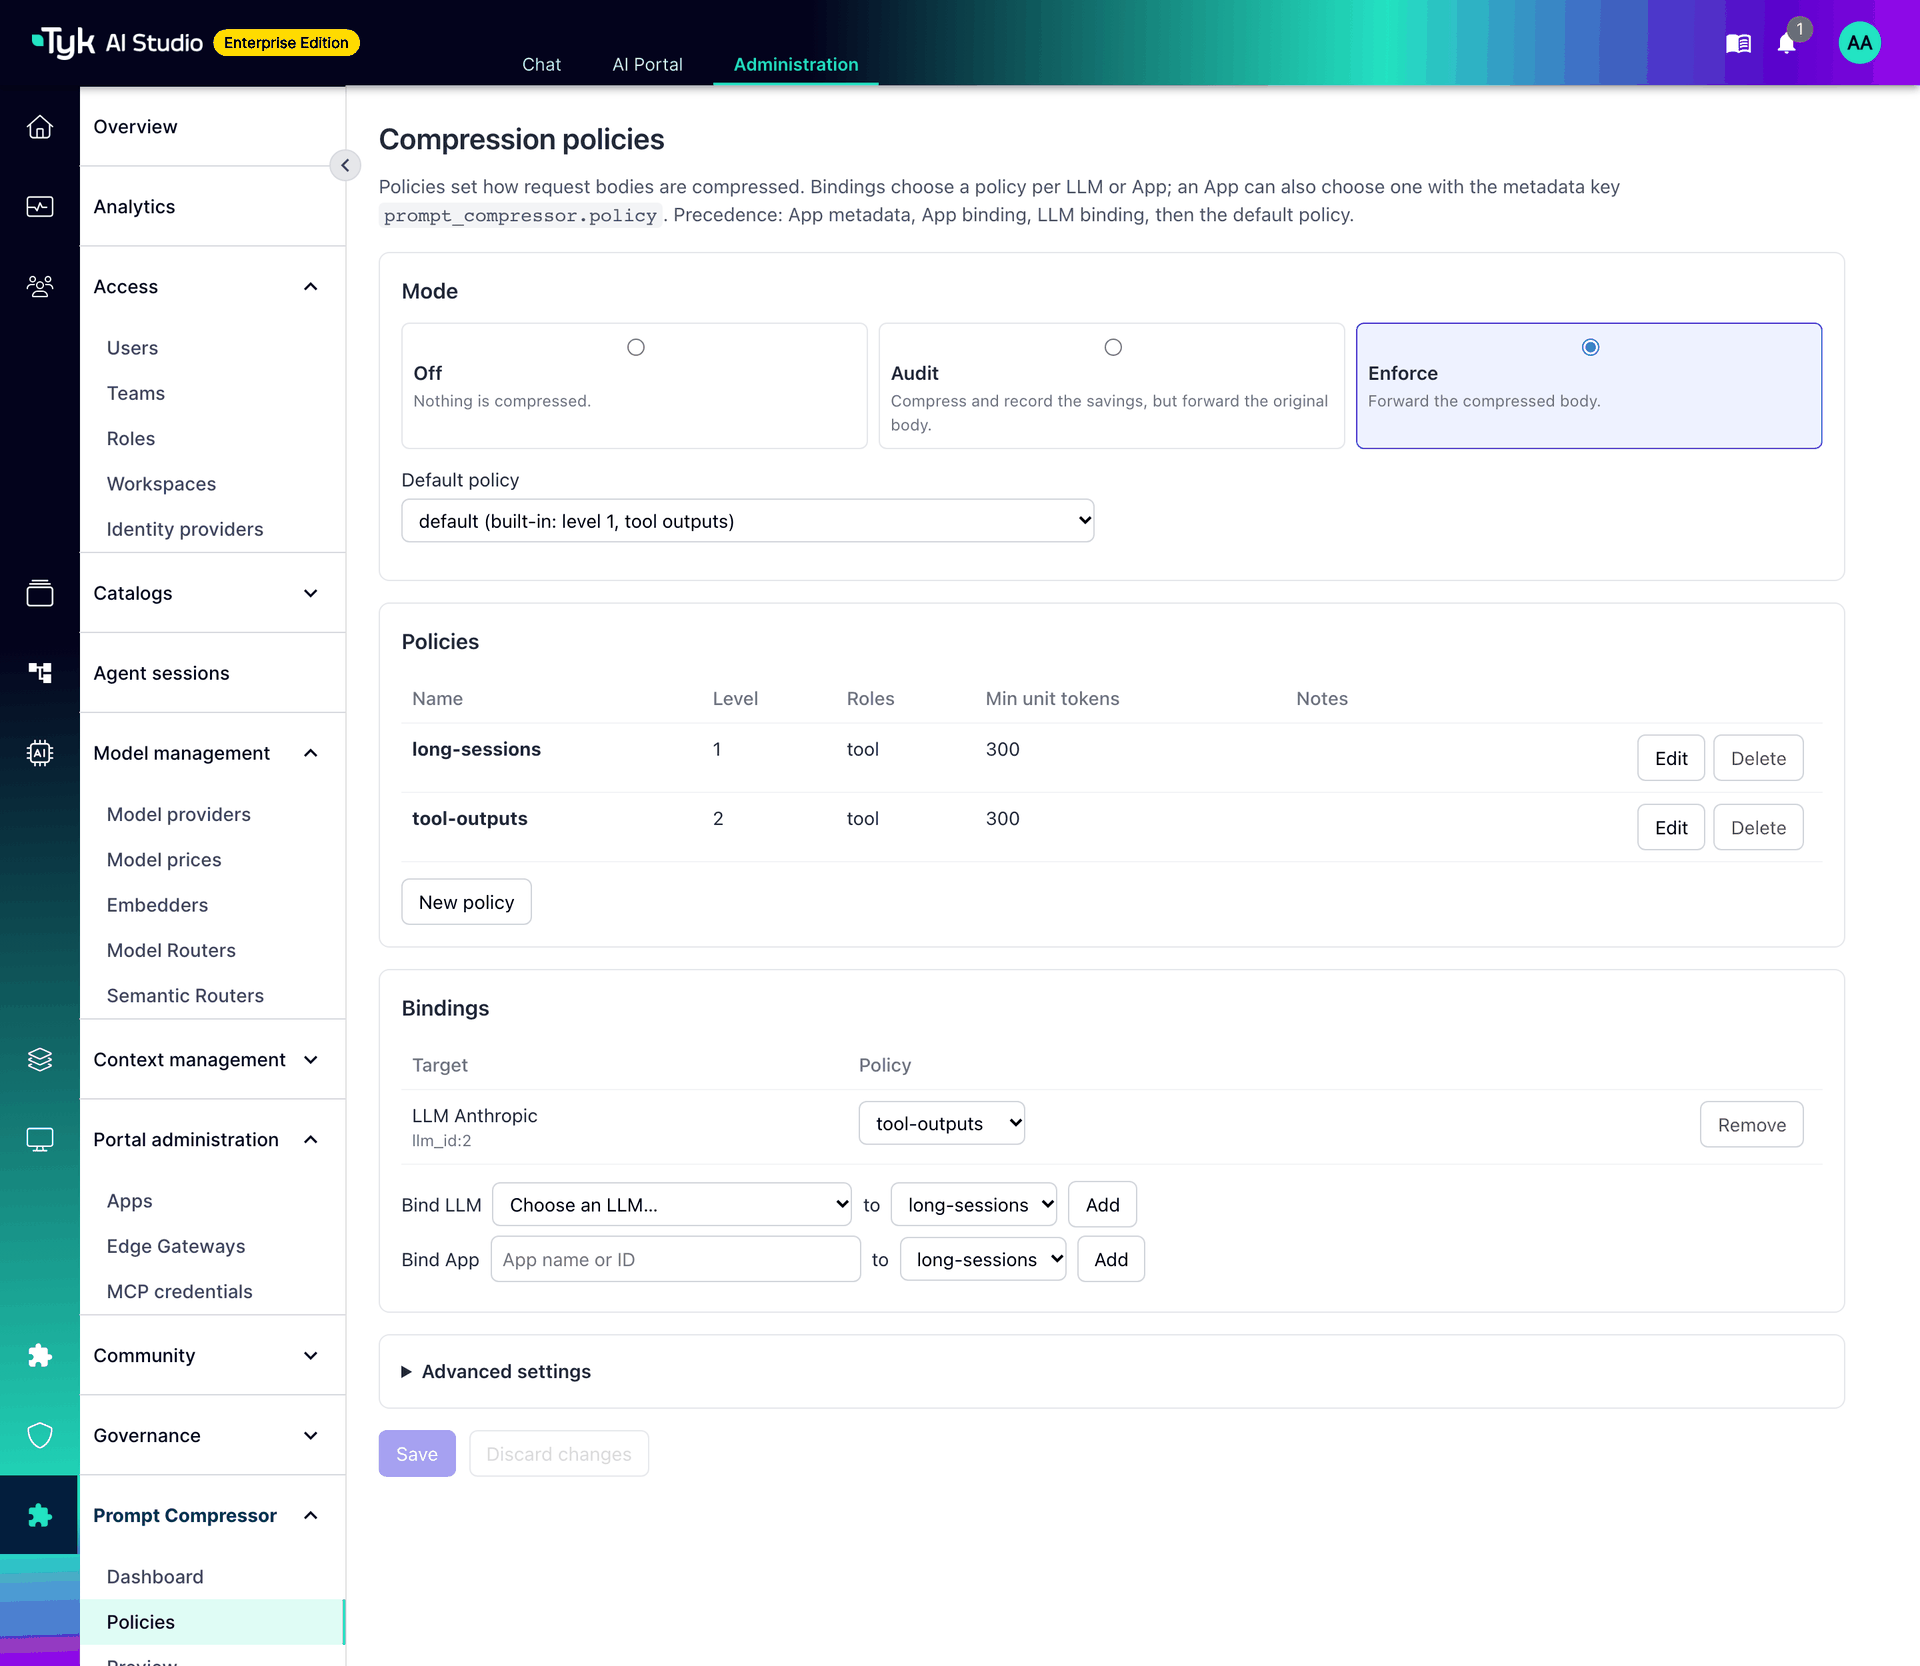 Tyk AI Studio Enterprise Edition
Chat
AI Portal
Administration
1
AA
Overview
Analytics
Access
Users
Teams
Roles
Workspaces
Identity providers
Catalogs
Agent sessions
AI
Model management
Model providers
Model prices
Embedders
Model Routers
Semantic Routers
Context management
Portal administration
Apps
Edge Gateways
MCP credentials
Community
Governance
Prompt Compressor
Dashboard
Policies
Preview
Compression policies
Policies set how request bodies are compressed. Bindings choose a policy per LLM or App; an App can also choose one with the metadata key
prompt_compressor.policy. Precedence: App metadata, App binding, LLM binding, then the default policy.
Mode
Off
Nothing is compressed.
Audit
Compress and record the savings, but forward the original
body.
Enforce
Forward the compressed body.
Default policy
default (built-in: level 1, tool outputs)
Policies
Name Level Roles Min unit tokens Notes
long-sessions 1 tool 300 Edit Delete
tool-outputs 2 tool 300 Edit Delete
New policy
Bindings
Target Policy
LLM Anthropic tool-outputs Remove
llm_id:2
Bind LLM Choose an LLM... to long-sessions Add
Bind App App name or ID to long-sessions Add
Advanced settings
Save Discard changes